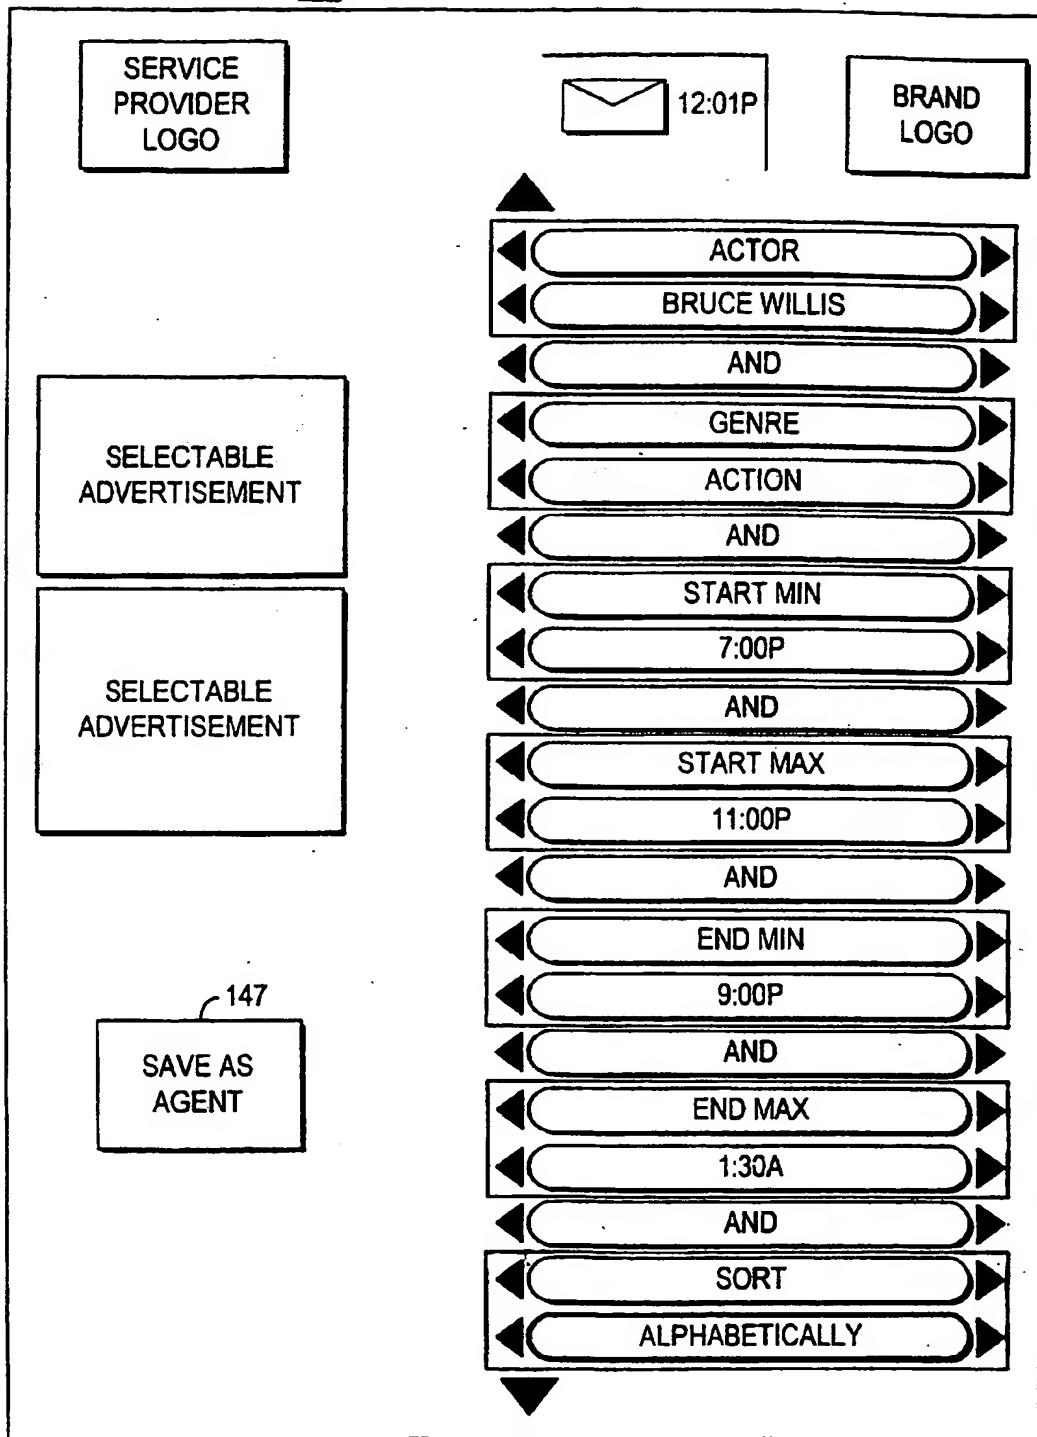 SERVICE
PROVIDER
LOGO
12:01P
BRAND
LOGO
ACTOR
BRUCE WILLIS
AND
GENRE
ACTION
AND
START MIN
7:00P
AND
START MAX
11:00P
AND
END MIN
9:00P
AND
END MAX
1:30A
AND
SORT
ALPHABETICALLY
SELECTABLE
ADVERTISEMENT
SELECTABLE
ADVERTISEMENT
147
SAVE AS
AGENT